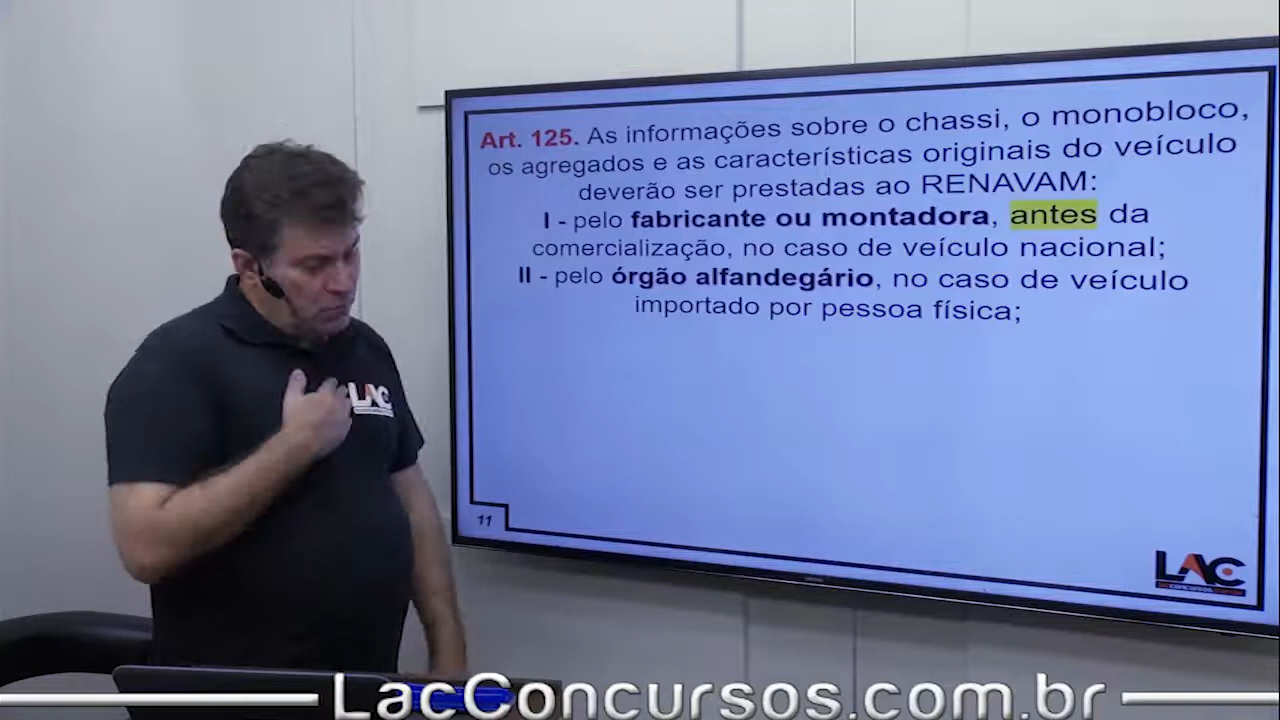 Art. 125. As informações sobre o chassi, o monobloco,
os agregados e as características originais do veículo
deverão ser prestadas ao RENAVAM:
I - pelo fabricante ou montadora, antes da
comercialização, no caso de veículo nacional;
II - pelo órgão alfandegário, no caso de veículo
importado por pessoa física;
LAC
11
LAC
LacConcursos.com.br